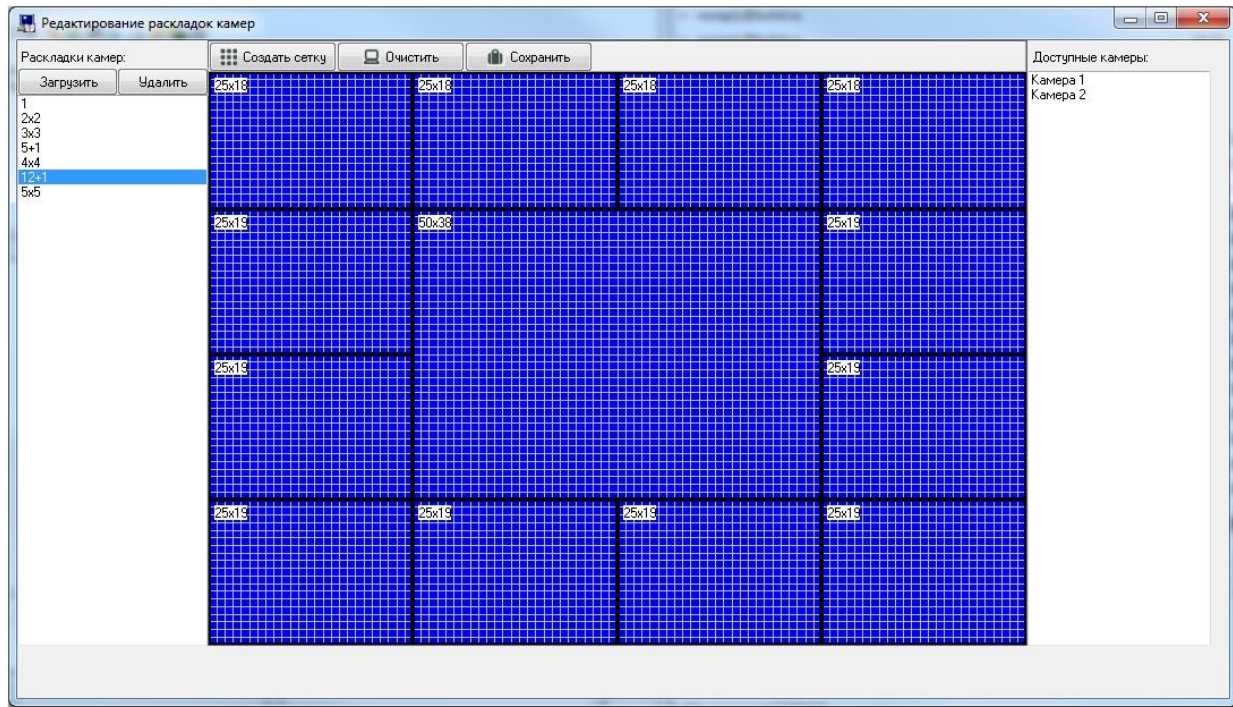 Редактирование раскладок камер
Раскладки камер:
Создать сетку Очистить Сохранить
Доступные камеры:
Загрузить Удалить
1
2x2
3x3
5+1
4x4
12+1
5x5
25x18 25x18 25x18 25x18
25x19 50x38 25x19
25x19 25x19
25x19 25x19 25x19 25x19
Камера 1
Камера 2